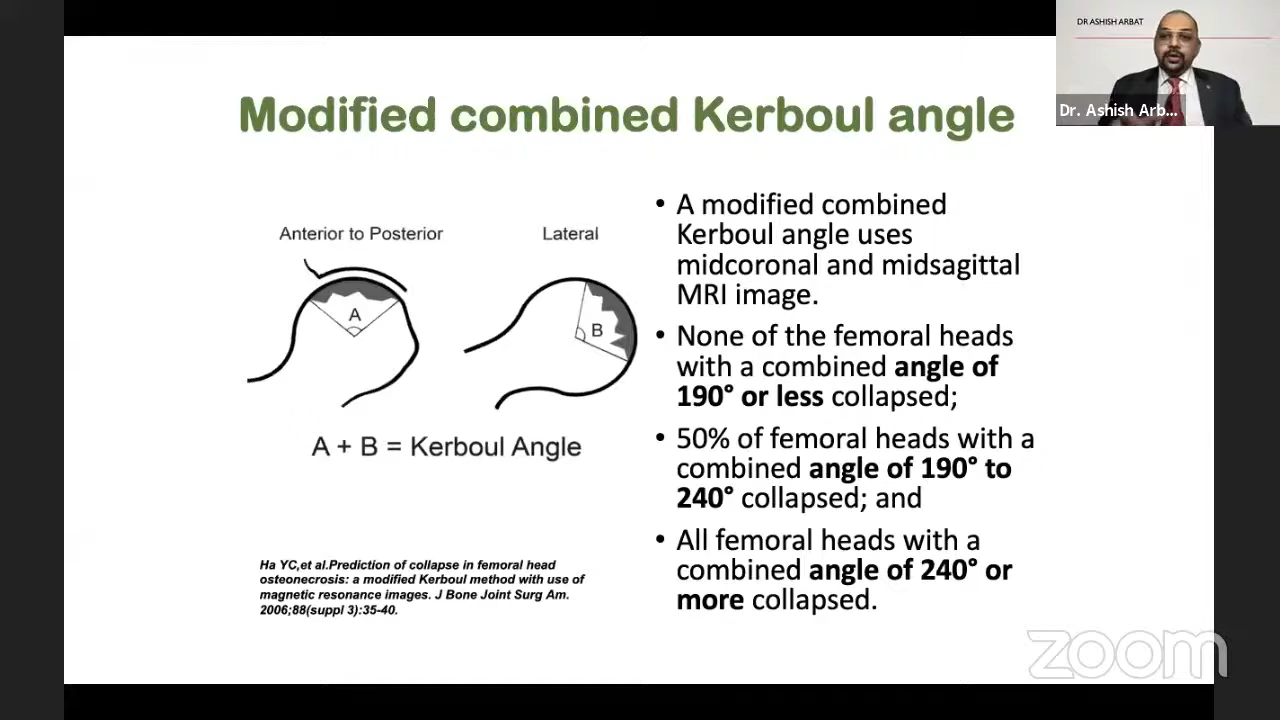 DR ASHISH ARBAT
Dr. Ashish Arb...
Modified combined Kerboul angle
Anterior to Posterior
Lateral
A
B
A + B = Kerboul Angle
Ha YC,et al.Prediction of collapse in femoral head
osteonecrosis: a modified Kerboul method with use of
magnetic resonance images. J Bone Joint Surg Am.
2006;88(suppl 3):35-40.
• A modified combined
Kerboul angle uses
midcoronal and midsagittal
MRI image.
• None of the femoral heads
with a combined angle of
190° or less collapsed;
• 50% of femoral heads with a
combined angle of 190° to
240° collapsed; and
• All femoral heads with a
combined angle of 240° or
more collapsed.
zoom